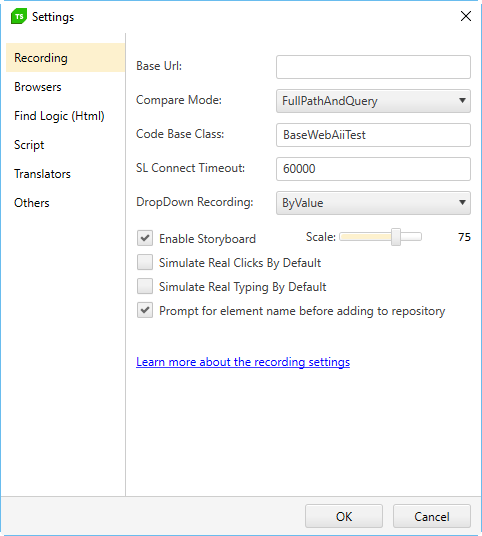 TS Settings
Recording
Browsers
Find Logic (Html)
Script
Translators
Others
Base Url:
Compare Mode: FullPathAndQuery
Code Base Class: BaseWebAiiTest
SL Connect Timeout: 60000
DropDown Recording: ByValue
Enable Storyboard Scale: 75
Simulate Real Clicks By Default
Simulate Real Typing By Default
Prompt for element name before adding to repository
Learn more about the recording settings
OK Cancel